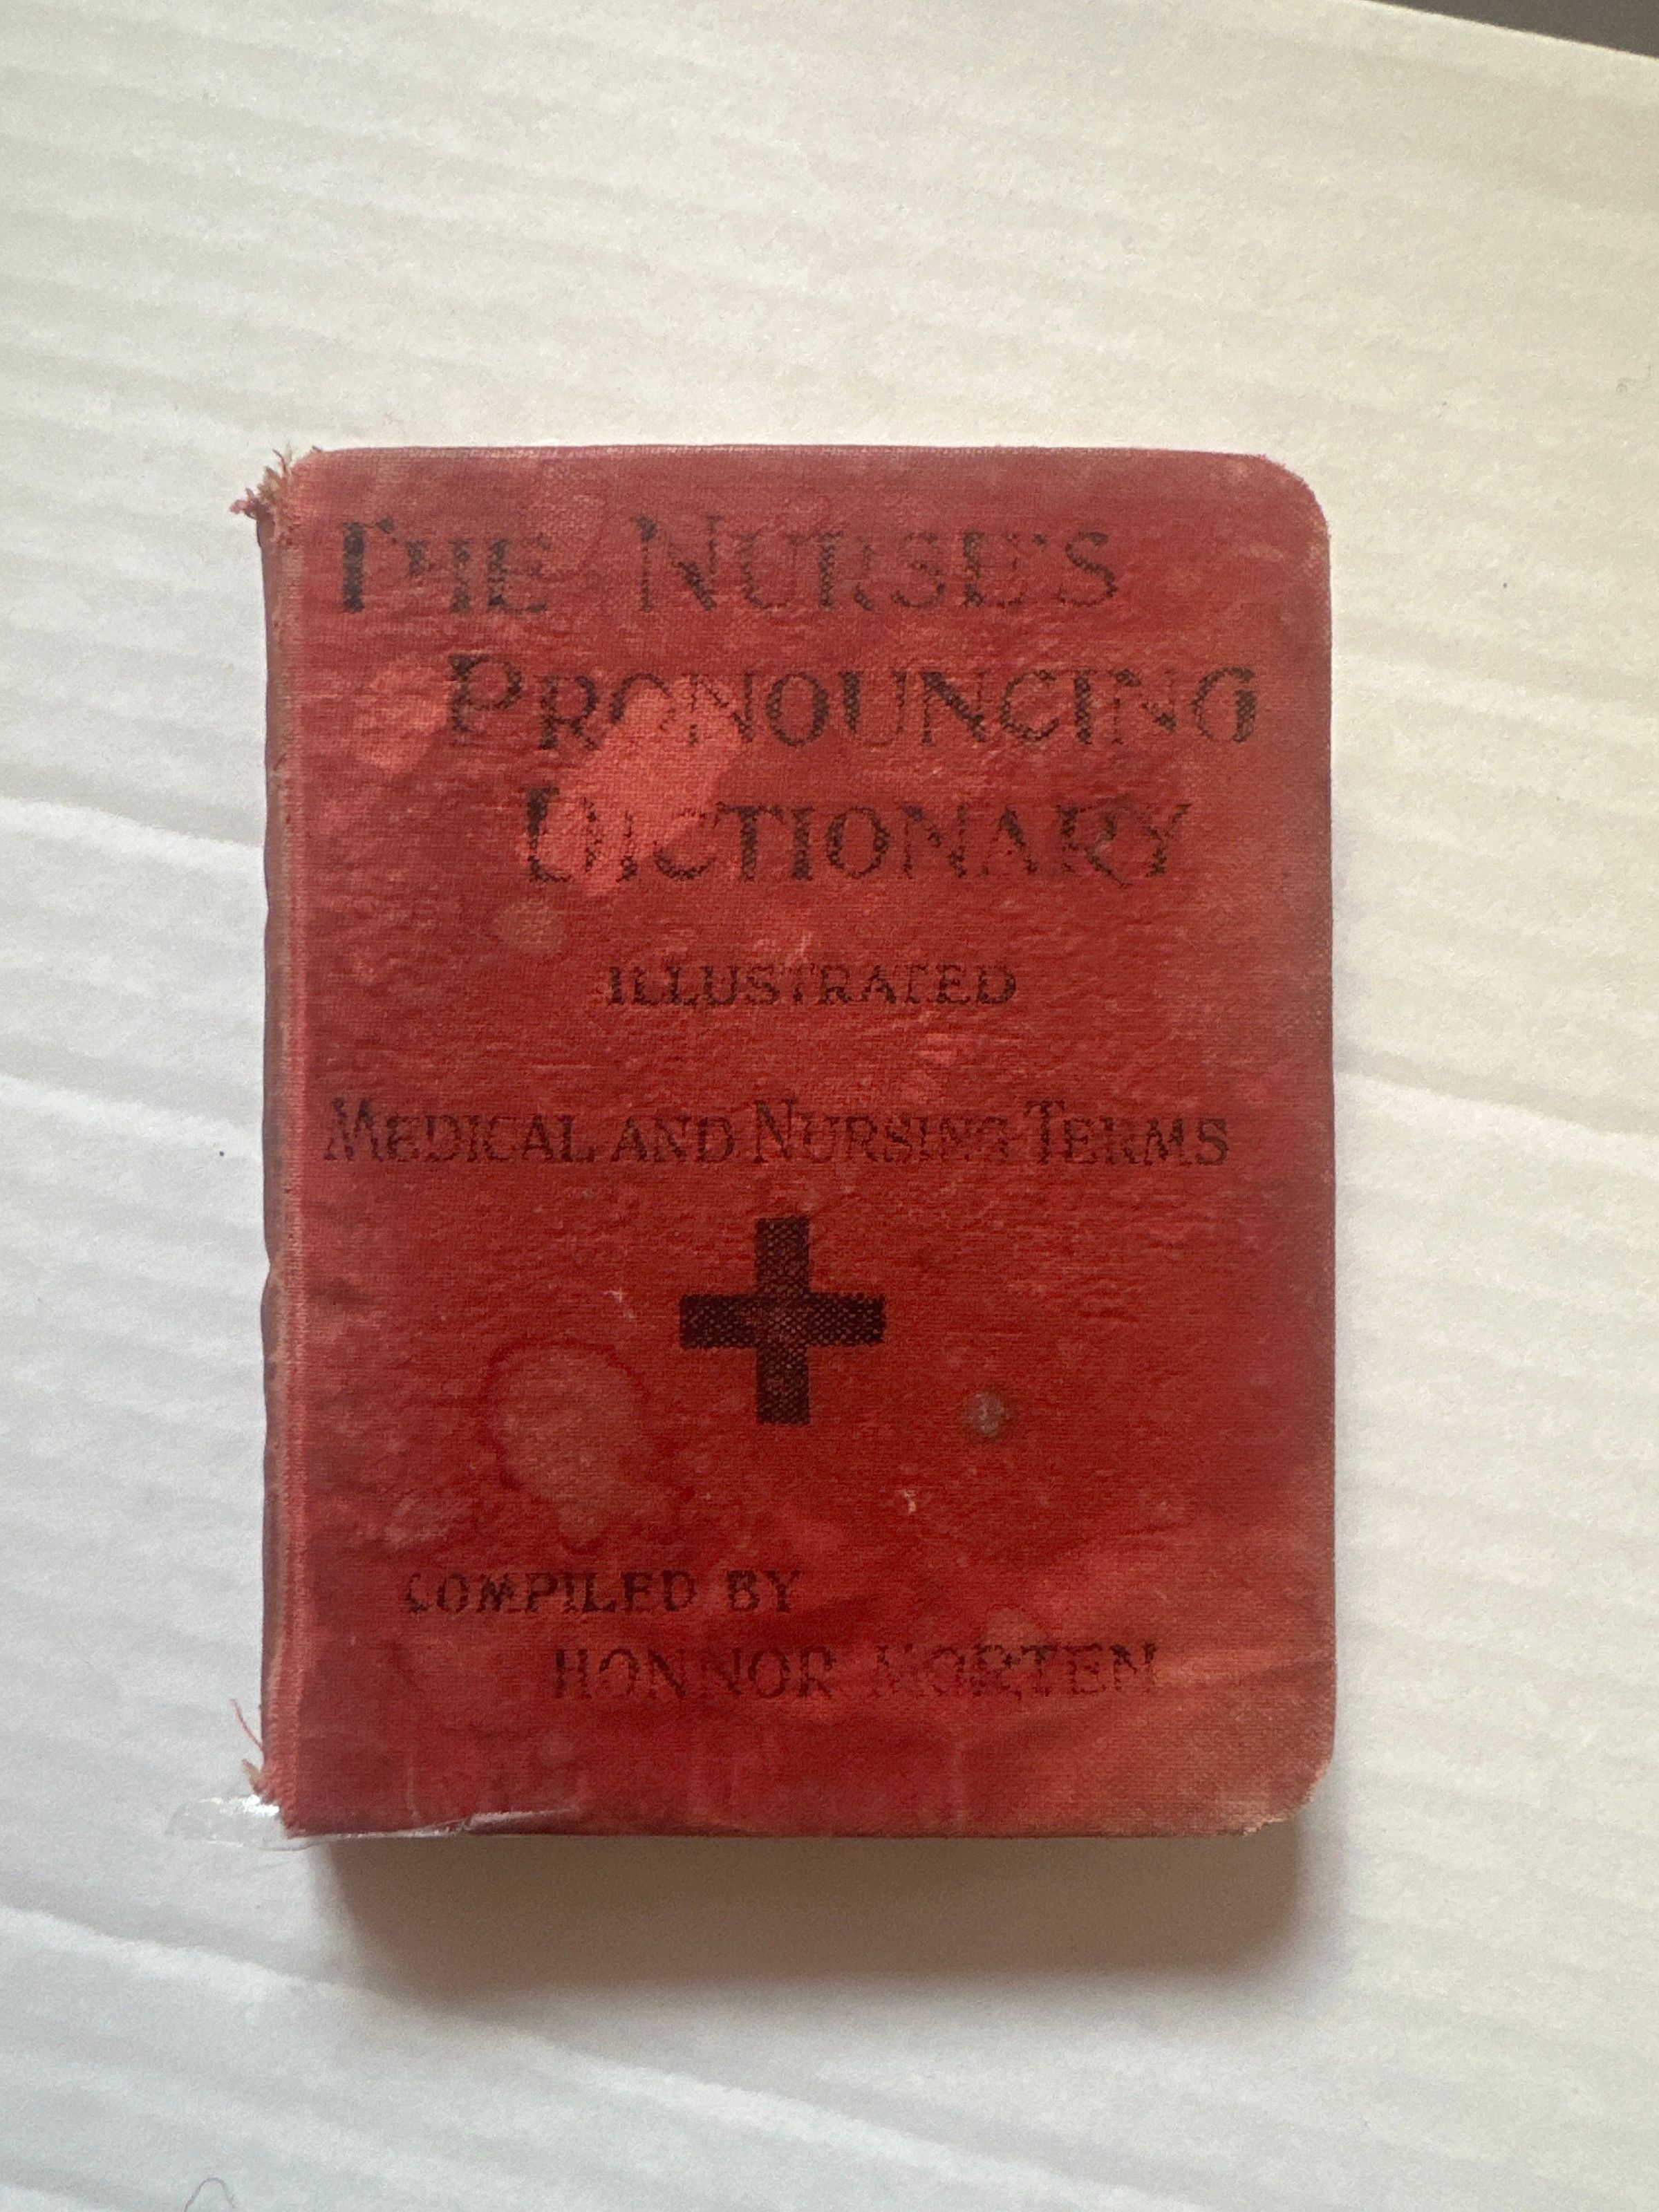 THE NURSE'S
PRONOUNCING
DICTIONARY
ILLUSTRATED
MEDICAL AND NURSING TERMS
COMPILED BY
HONNOR MORTEN